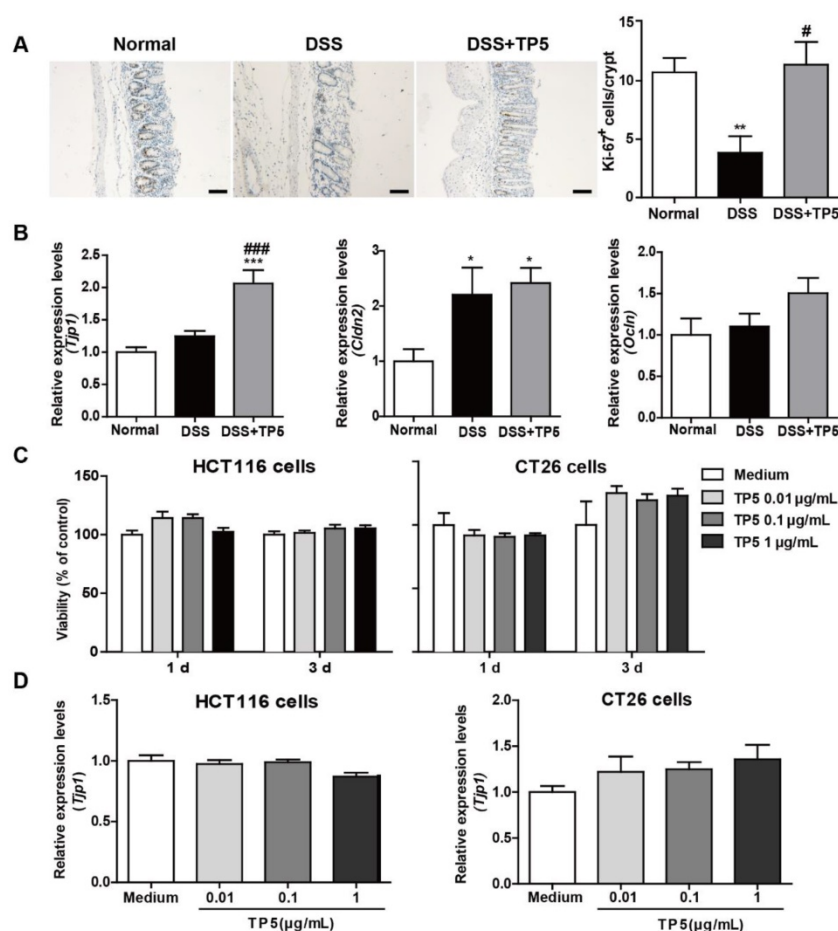 A
Normal
DSS
DSS+TP5
Ki-67+ cells/crypt
15
10
5
0
**
#
Normal
DSS
DSS+TP5
B
Relative expression levels
(Tjp1)
2.5
2.0
1.5
1.0
0.5
0.0
###
***
Normal
DSS
DSS+TP5
Relative expression levels
(Cldn2)
3
2
1
0
*
*
Normal
DSS
DSS+TP5
Relative expression levels
(Ocln)
2.0
1.5
1.0
0.5
0.0
Normal
DSS
DSS+TP5
C
HCT116 cells
Viability (% of control)
150
100
50
0
1 d
3 d
CT26 cells
1 d
3 d
Medium
TP5 0.01 µg/mL
TP5 0.1 µg/mL
TP5 1 µg/mL
D
HCT116 cells
Relative expression levels
(Tjp1)
1.5
1.0
0.5
0.0
Medium
0.01
0.1
1
TP5(µg/mL)
CT26 cells
Relative expression levels
(Tjp1)
2.0
1.5
1.0
0.5
0.0
Medium
0.01
0.1
1
TP5(µg/mL)